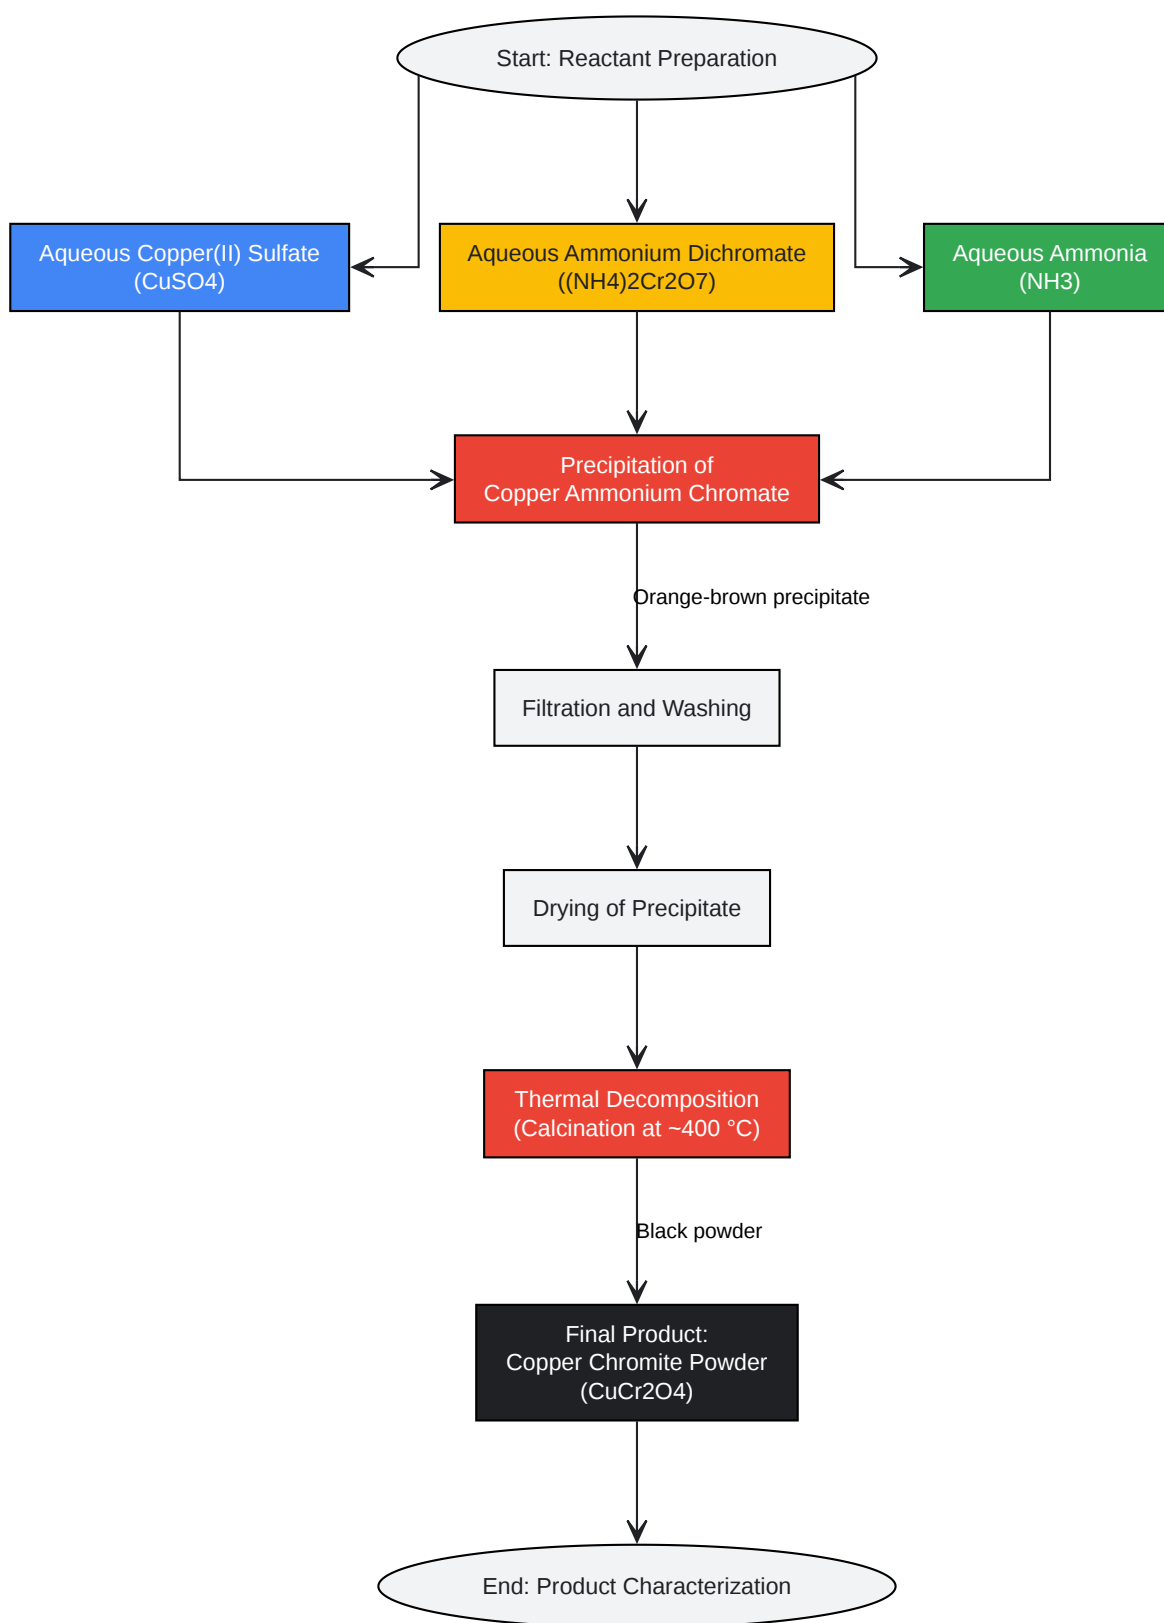 Start: Reactant Preparation
Aqueous Copper(II) Sulfate
(CuSO4)
Aqueous Ammonium Dichromate
((NH4)2Cr2O7)
Aqueous Ammonia
(NH3)
Precipitation of
Copper Ammonium Chromate
Orange-brown precipitate
Filtration and Washing
Drying of Precipitate
Thermal Decomposition
(Calcination at ~400 °C)
Black powder
Final Product:
Copper Chromite Powder
(CuCr2O4)
End: Product Characterization